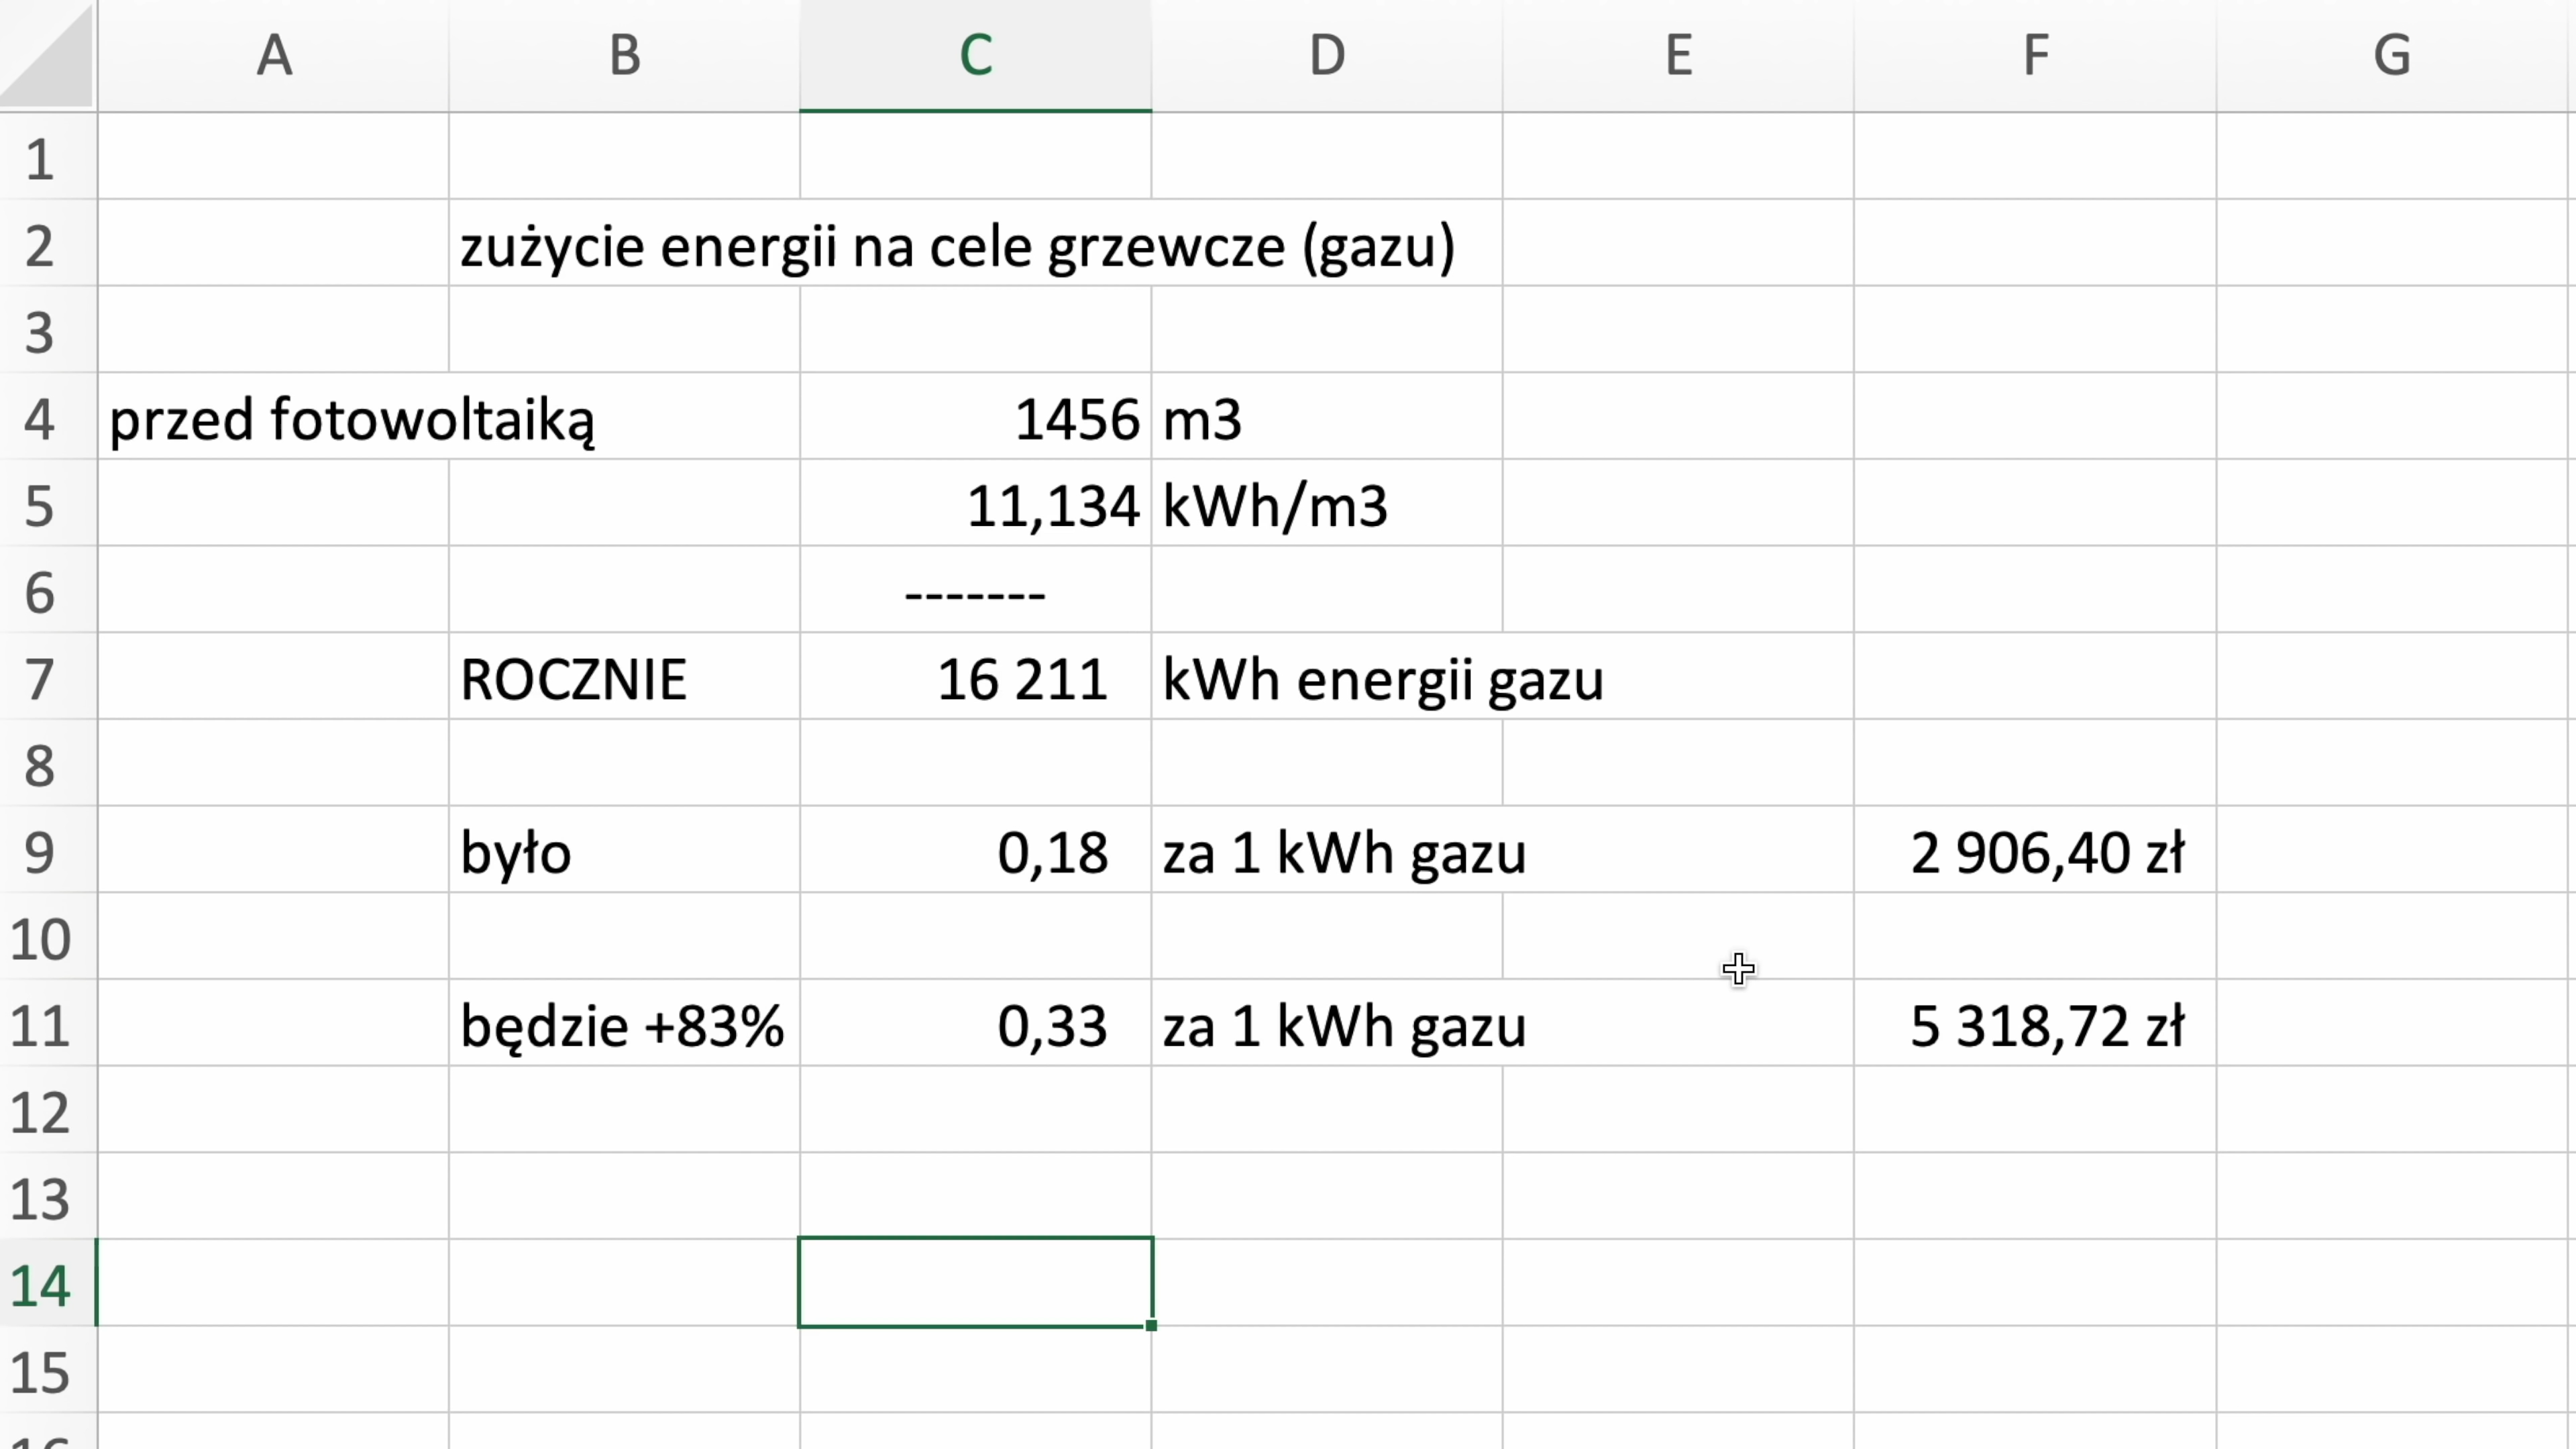 A B C D E F G
1
2 zużycie energii na cele grzewcze (gazu)
3
4 przed fotowoltaiką 1456 m3
5 11,134 kWh/m3
6 -------
7 ROCZNIE 16 211 kWh energii gazu
8
9 było 0,18 za 1 kWh gazu 2 906,40 zł
10
11 będzie +83% 0,33 za 1 kWh gazu 5 318,72 zł
12
13
14
15
16